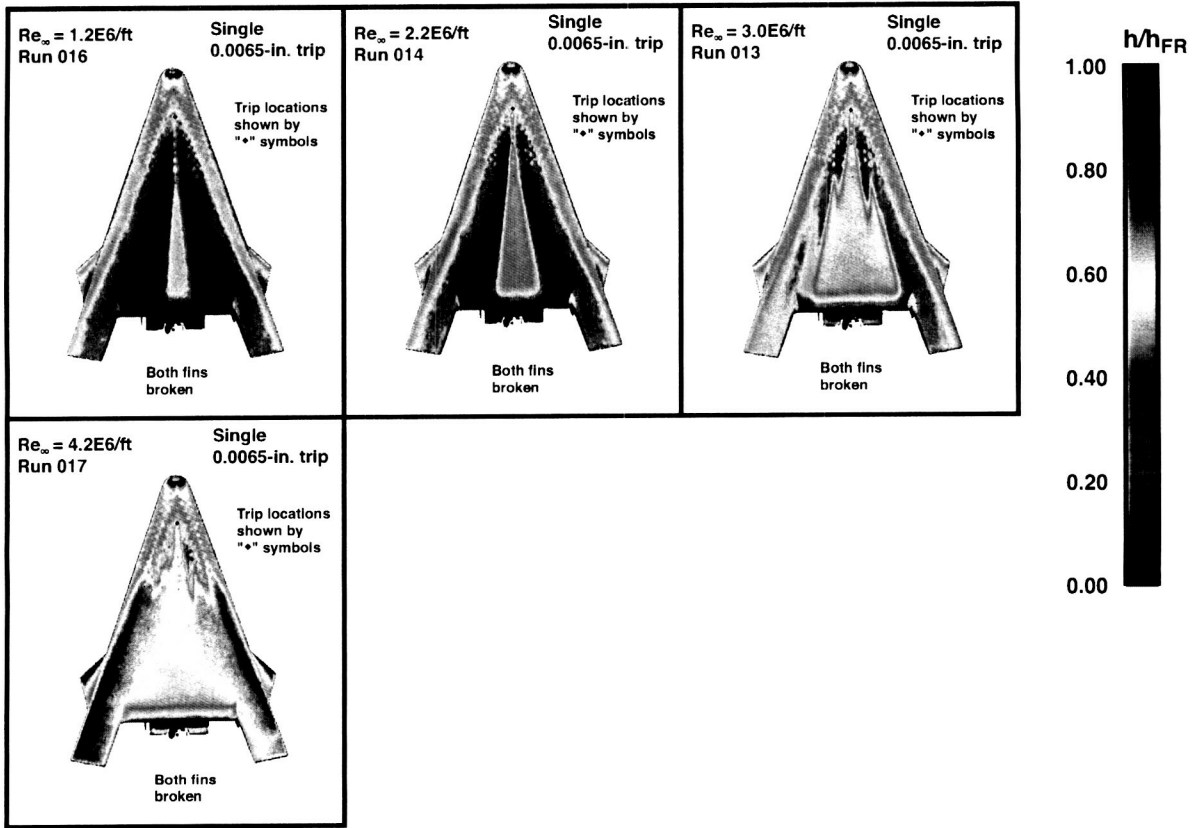 Re∞ = 1.2E6/ft
Run 016
Single
0.0065-in. trip
Trip locations
shown by
"◆" symbols
Both fins
broken
Re∞ = 2.2E6/ft
Run 014
Single
0.0065-in. trip
Trip locations
shown by
"◆" symbols
Both fins
broken
Re∞ = 3.0E6/ft
Run 013
Single
0.0065-in. trip
Trip locations
shown by
"◆" symbols
Both fins
broken
h/hFR
1.00
0.80
0.60
0.40
0.20
0.00
Re∞ = 4.2E6/ft
Run 017
Single
0.0065-in. trip
Trip locations
shown by
"◆" symbols
Both fins
broken